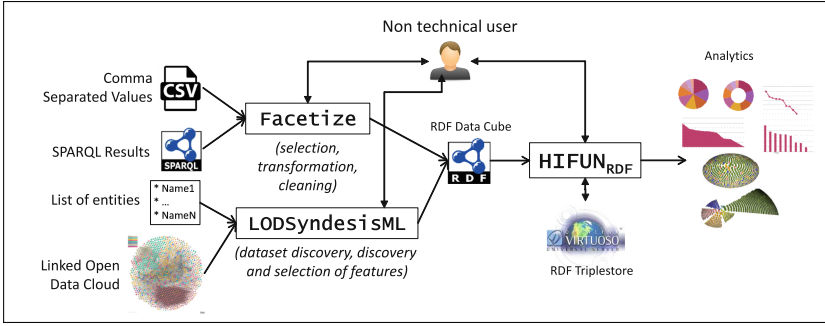 Non technical user
Comma
Separated Values
CSV
SPARQL Results
SPARQL
List of entities
* Name1
* ...
* NameN
Linked Open
Data Cloud
Facetize
(selection,
transformation,
cleaning)
LODSyndesisML
(dataset discovery, discovery
and selection of features)
RDF Data Cube
RDF
HIFUNRDF
VIRTUOSO
UNIVERSAL SERVER
RDF Triplestore
Analytics